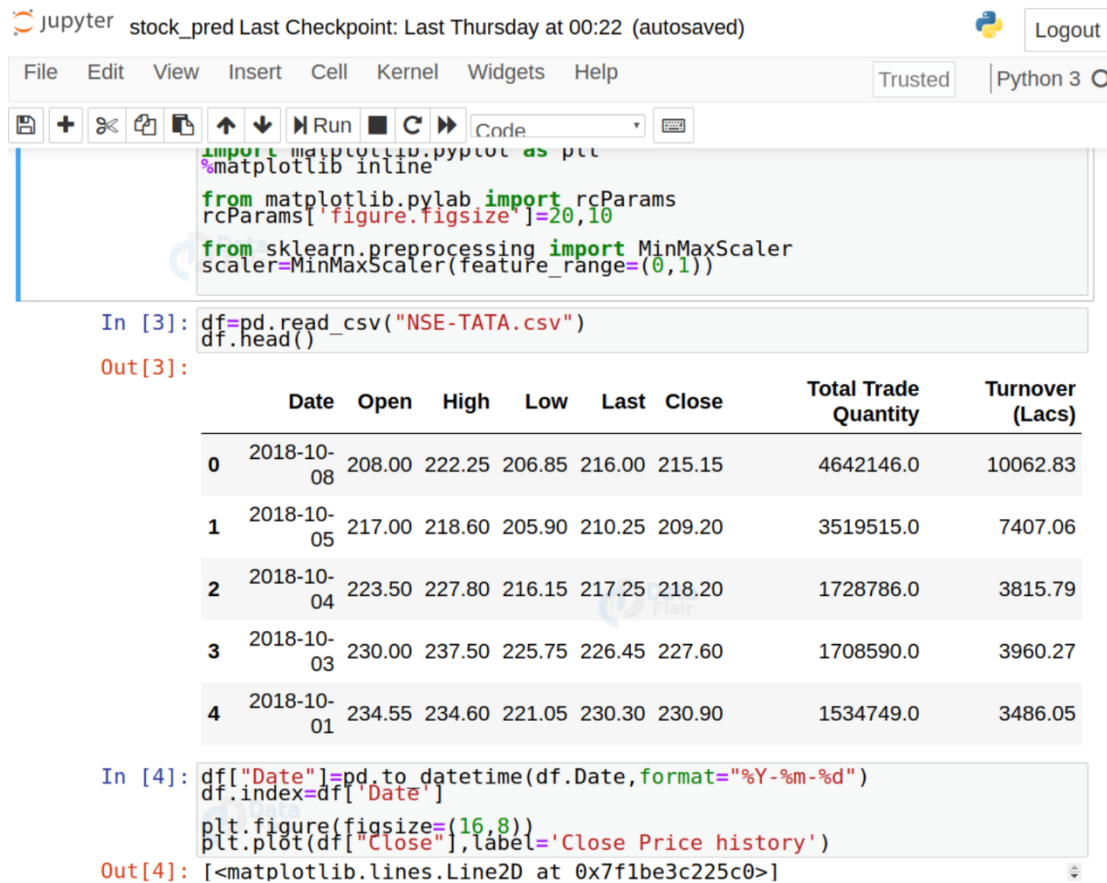 jupyter stock_pred Last Checkpoint: Last Thursday at 00:22 (autosaved) Logout
File Edit View Insert Cell Kernel Widgets Help Trusted Python 3
Run Code
import matplotlib.pyplot as plt
%matplotlib inline
from matplotlib.pylab import rcParams
rcParams['figure.figsize']=20,10
from sklearn.preprocessing import MinMaxScaler
scaler=MinMaxScaler(feature_range=(0,1))
In [3]: df=pd.read_csv("NSE-TATA.csv")
df.head()
Out[3]:
Date Open High Low Last Close Total Trade Quantity Turnover (Lacs)
0 2018-10-08 208.00 222.25 206.85 216.00 215.15 4642146.0 10062.83
1 2018-10-05 217.00 218.60 205.90 210.25 209.20 3519515.0 7407.06
2 2018-10-04 223.50 227.80 216.15 217.25 218.20 1728786.0 3815.79
3 2018-10-03 230.00 237.50 225.75 226.45 227.60 1708590.0 3960.27
4 2018-10-01 234.55 234.60 221.05 230.30 230.90 1534749.0 3486.05
Data Flair
In [4]: df["Date"]=pd.to_datetime(df.Date,format="%Y-%m-%d")
df.index=df['Date']
plt.figure(figsize=(16,8))
plt.plot(df["Close"],label='Close Price history')
Out[4]: [<matplotlib.lines.Line2D at 0x7f1be3c225c0>]